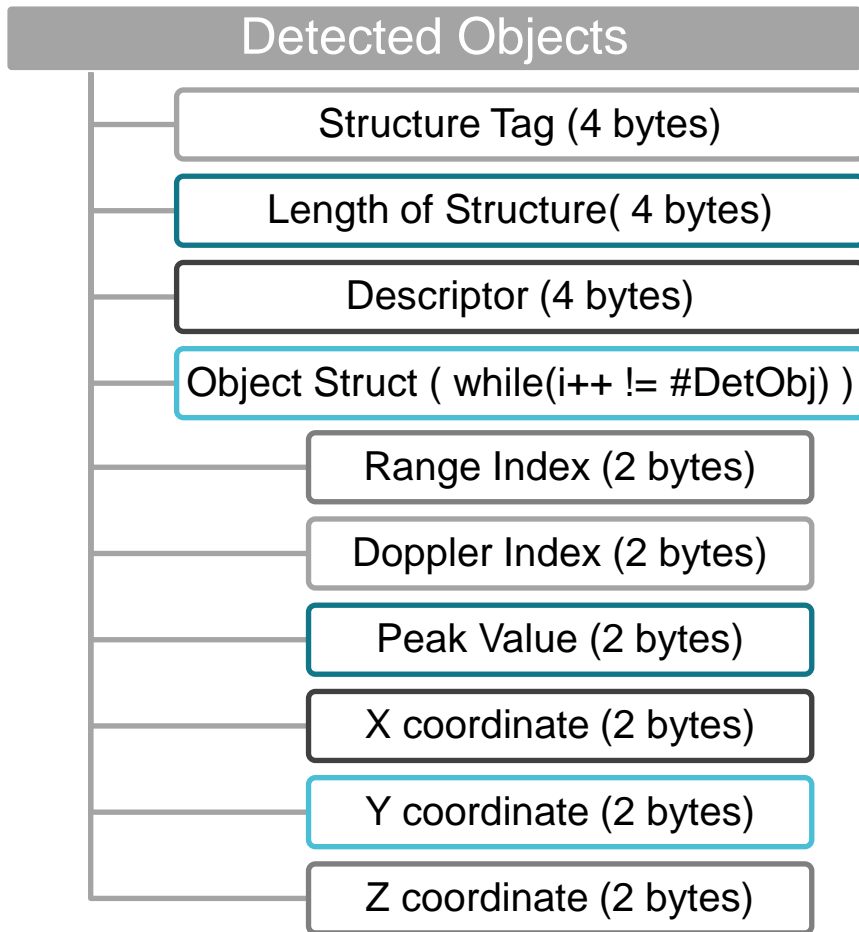 Detected Objects
Structure Tag (4 bytes)
Length of Structure( 4 bytes)
Descriptor (4 bytes)
Object Struct ( while(i++ != #DetObj) )
Range Index (2 bytes)
Doppler Index (2 bytes)
Peak Value (2 bytes)
X coordinate (2 bytes)
Y coordinate (2 bytes)
Z coordinate (2 bytes)